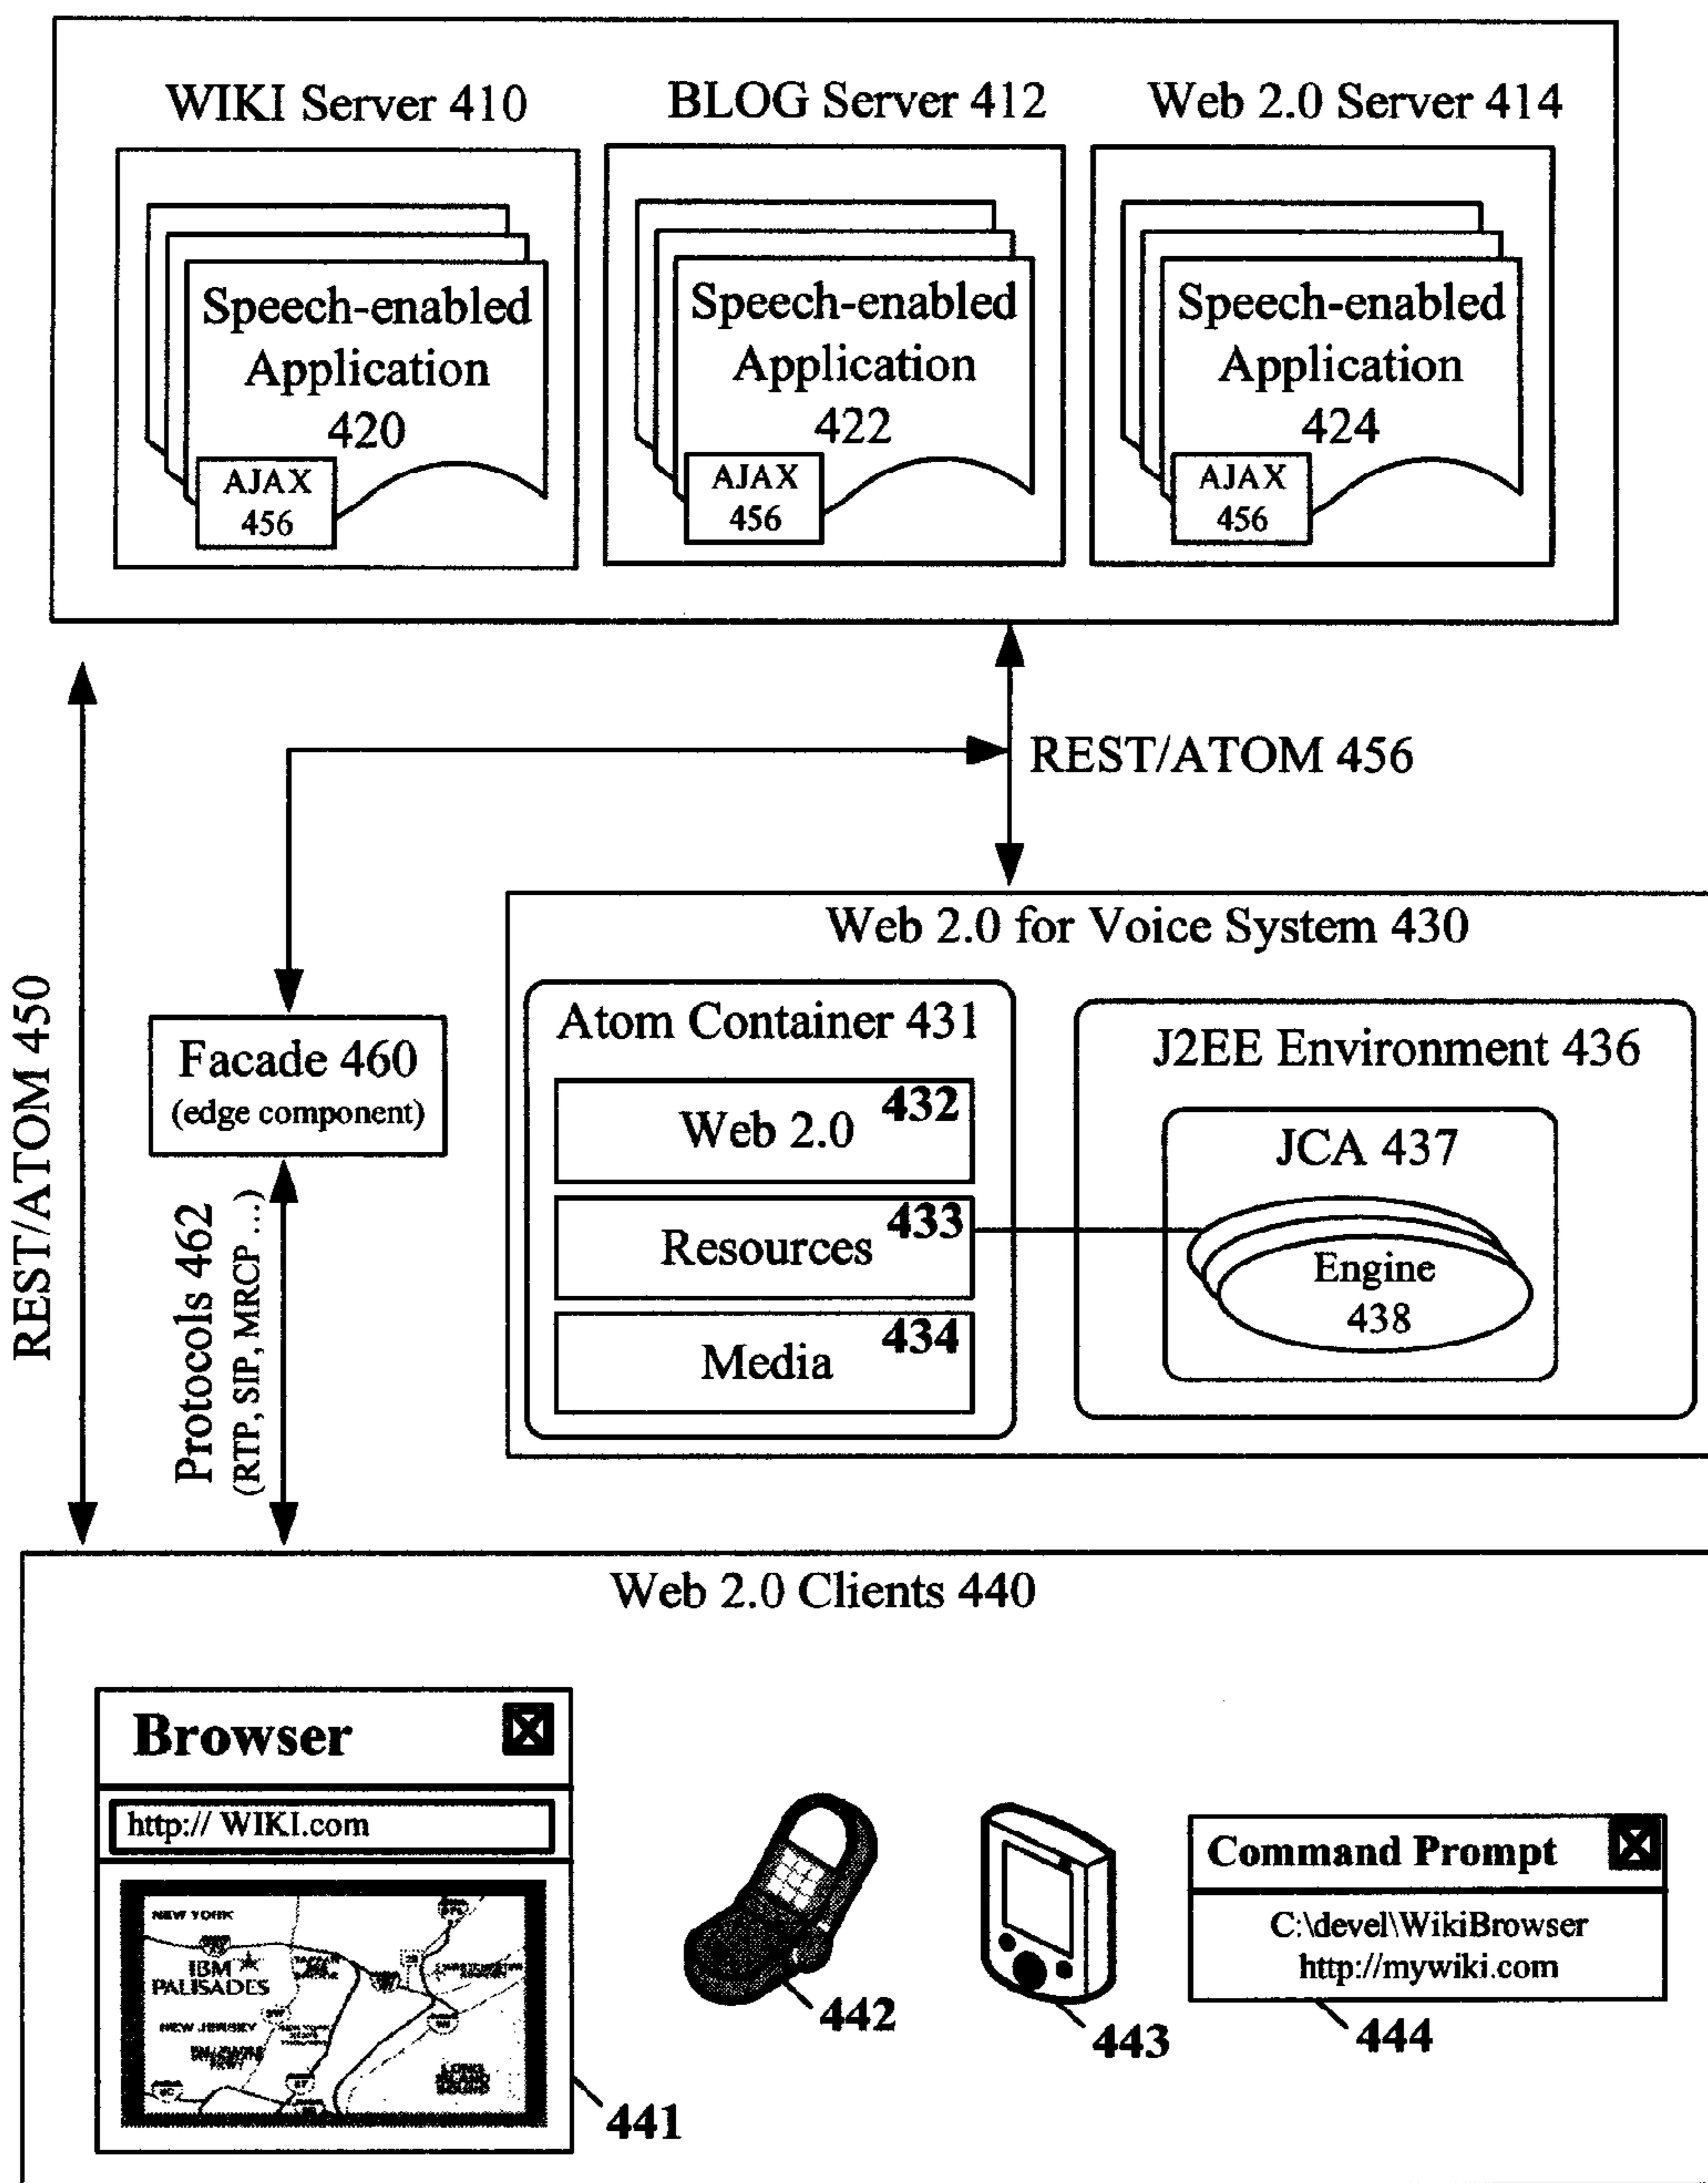 WIKI Server 410
BLOG Server 412
Web 2.0 Server 414
Speech-enabled
Application
420
AJAX
456
Speech-enabled
Application
422
AJAX
456
Speech-enabled
Application
424
AJAX
456
REST/ATOM 456
REST/ATOM 450
Facade 460
(edge component)
Protocols 462
(RTP, SIP, MRCP ...)
Web 2.0 for Voice System 430
Atom Container 431
432
Web 2.0
433
Resources
434
Media
J2EE Environment 436
JCA 437
Engine
438
Web 2.0 Clients 440
Browser
http:// WIKI.com
NEW YORK
IBM
PALISADES
NEW JERSEY
LONG
ISLAND
SOUND
441
442
443
Command Prompt
C:\devel\WikiBrowser
http://mywiki.com
444